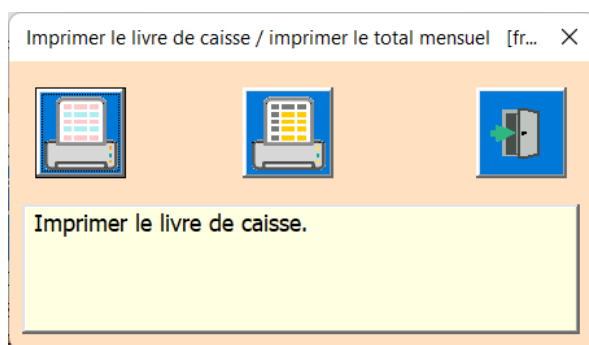 Imprimer le livre de caisse / imprimer le total mensuel [fr...
Imprimer le livre de caisse.